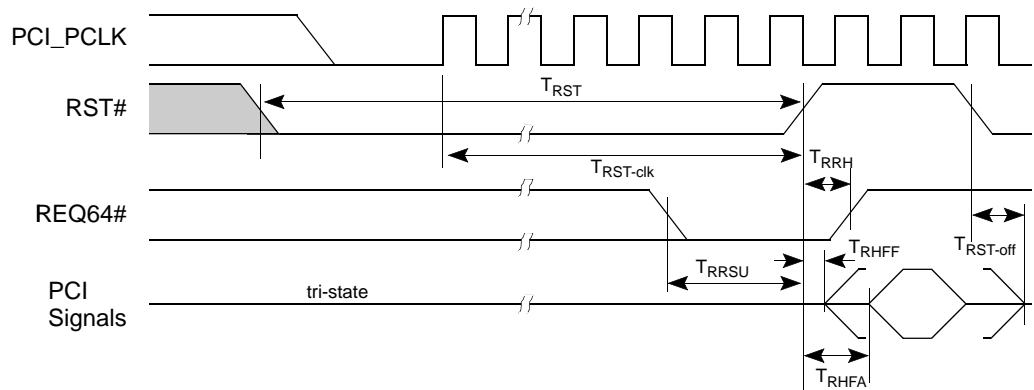 PCI_PCLK
T_RST
RST#
T_RST-clk
T_RRH
REQ64#
T_RHFF
T_RST-off
T_RRSU
PCI
Signals
tri-state
T_RHFA